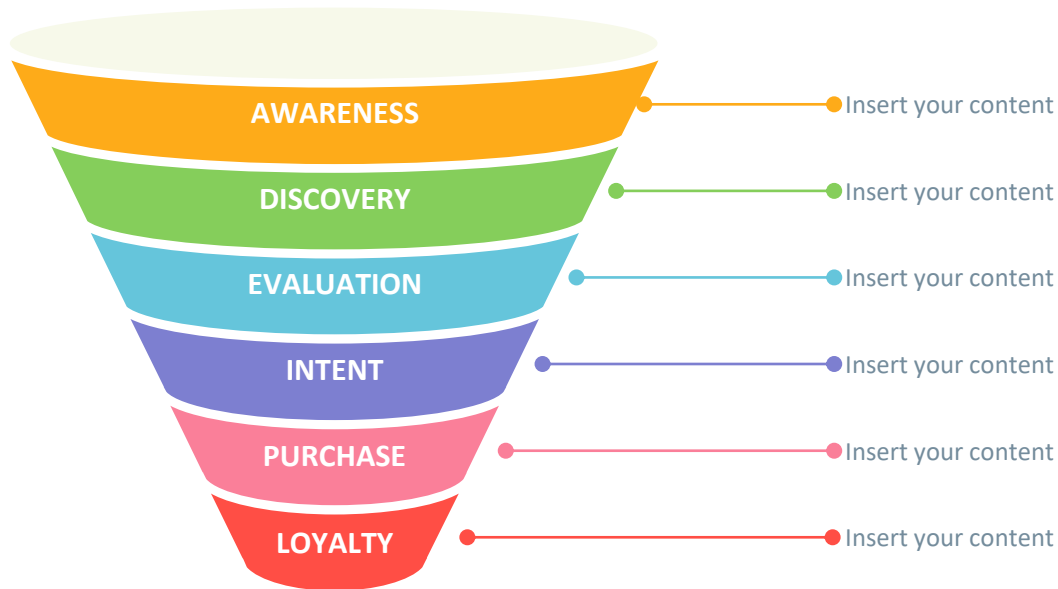 AWARENESS
Insert your content
DISCOVERY
Insert your content
EVALUATION
Insert your content
INTENT
Insert your content
PURCHASE
Insert your content
LOYALTY
Insert your content